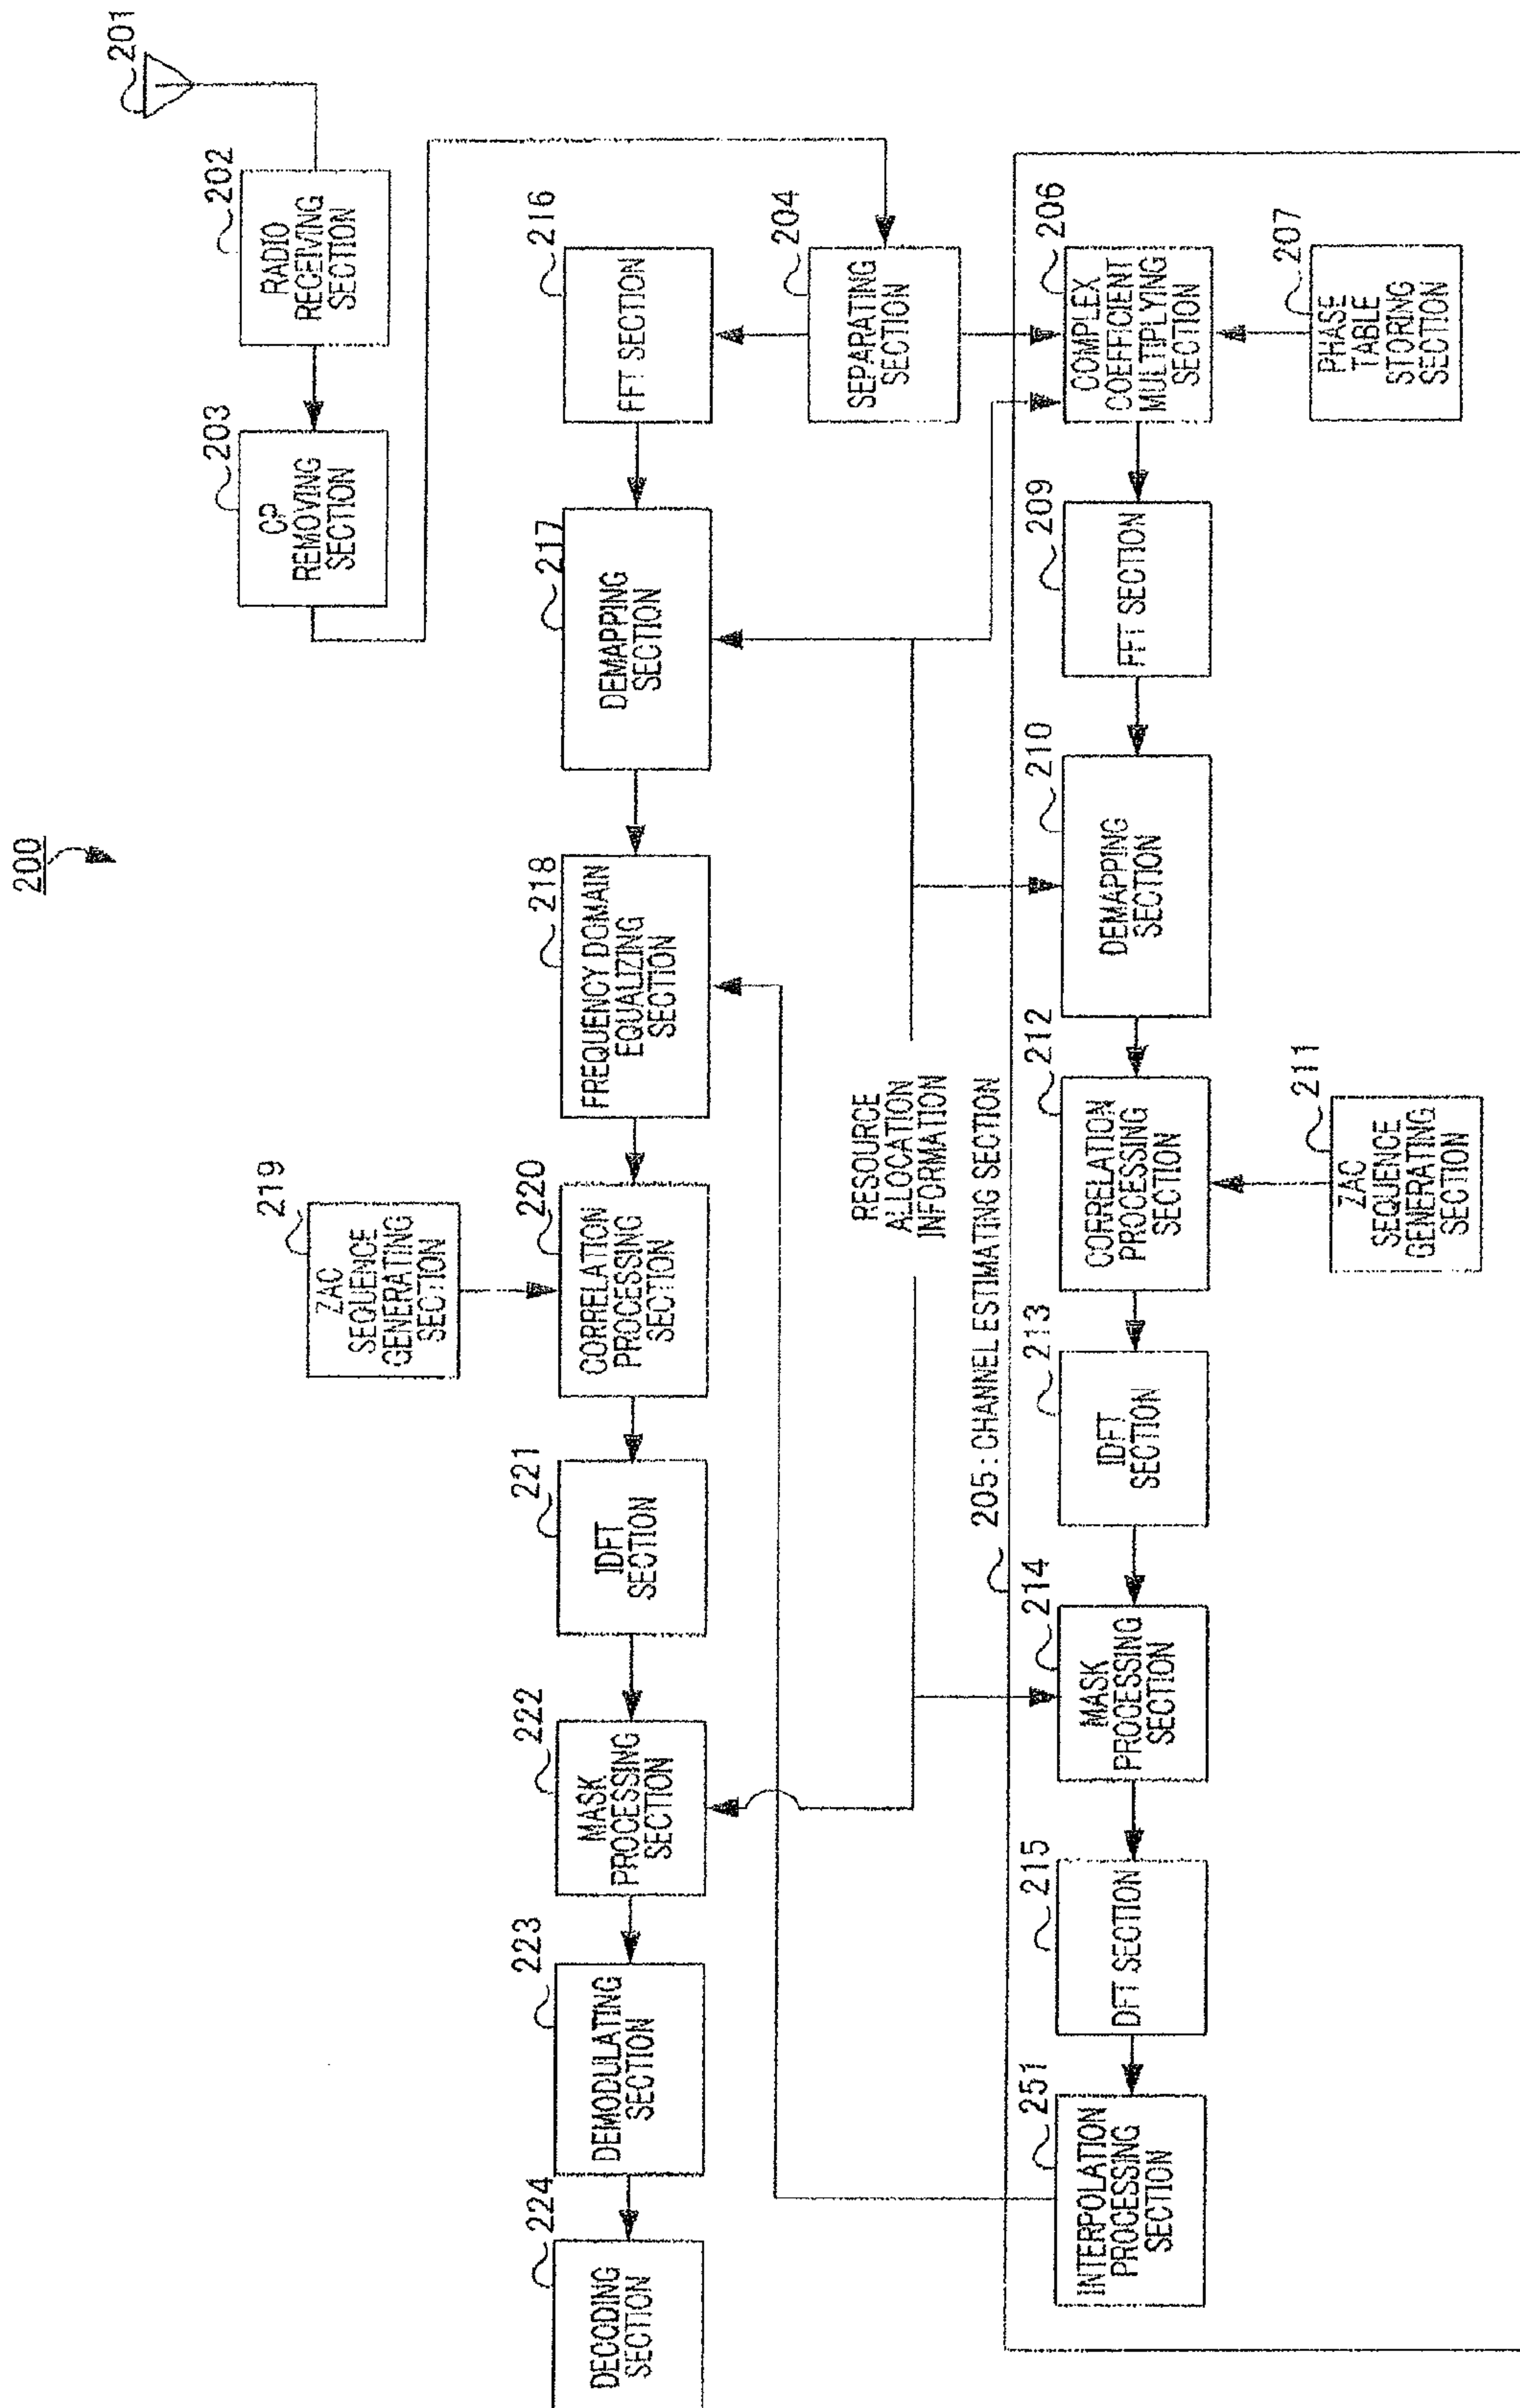 200
201
202
RADIO
RECEIVING
SECTION
203
CP
REMOVING
SECTION
216
FFT SECTION
217
DEMAPPING
SECTION
218
FREQUENCY DOMAIN
EQUALIZING
SECTION
219
ZAC
SEQUENCE
GENERATING
SECTION
220
CORRELATION
PROCESSING
SECTION
221
IDFT
SECTION
222
MASK
PROCESSING
SECTION
223
DEMODULATING
SECTION
224
DECODING
SECTION
204
SEPARATING
SECTION
RESOURCE
ALLOCATION
INFORMATION
205 : CHANNEL ESTIMATING SECTION
206
COMPLEX
COEFFICIENT
MULTIPLYING
SECTION
207
PHASE
TABLE
STORING
SECTION
209
FFT SECTION
210
DEMAPPING
SECTION
212
CORRELATION
PROCESSING
SECTION
211
ZAC
SEQUENCE
GENERATING
SECTION
213
IDFT
SECTION
214
MASK
PROCESSING
SECTION
215
DFT SECTION
251
INTERPOLATION
PROCESSING
SECTION